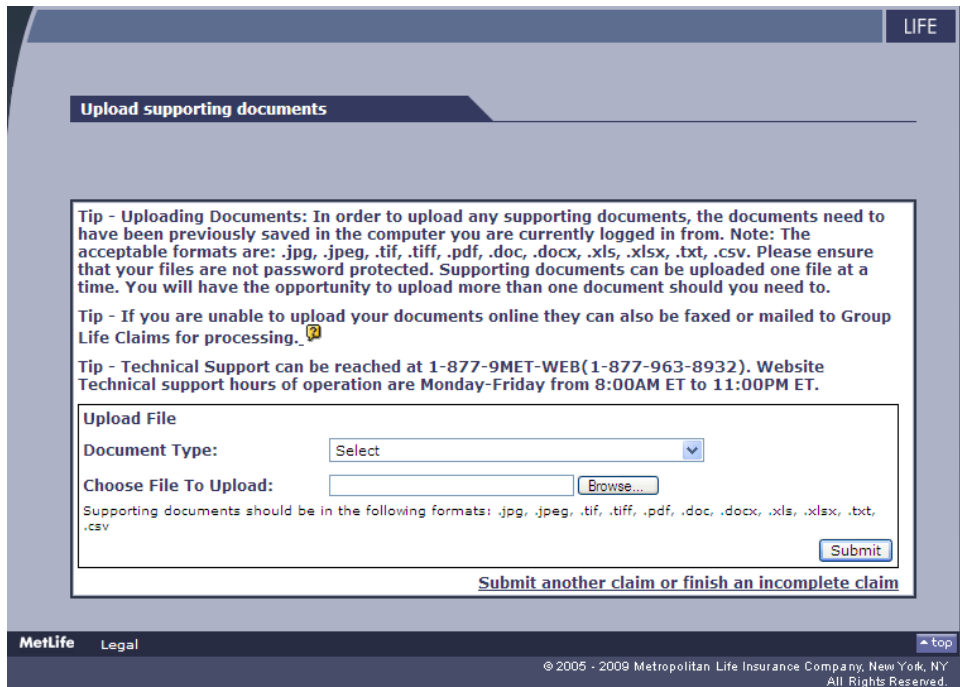 LIFE
Upload supporting documents
Tip - Uploading Documents: In order to upload any supporting documents, the documents need to
have been previously saved in the computer you are currently logged in from. Note: The
acceptable formats are: .jpg, .jpeg, .tif, .tiff, .pdf, .doc, .docx, .xls, .xlsx, .txt, .csv. Please ensure
that your files are not password protected. Supporting documents can be uploaded one file at a
time. You will have the opportunity to upload more than one document should you need to.
Tip - If you are unable to upload your documents online they can also be faxed or mailed to Group
Life Claims for processing. ?
Tip - Technical Support can be reached at 1-877-9MET-WEB(1-877-963-8932). Website
Technical support hours of operation are Monday-Friday from 8:00AM ET to 11:00PM ET.
Upload File
Document Type: Select
Choose File To Upload: Browse...
Supporting documents should be in the following formats: .jpg, .jpeg, .tif, .tiff, .pdf, .doc, .docx, .xls, .xlsx, .txt,
.csv
Submit
Submit another claim or finish an incomplete claim
MetLife Legal top
© 2005 - 2009 Metropolitan Life Insurance Company, New York, NY
All Rights Reserved.